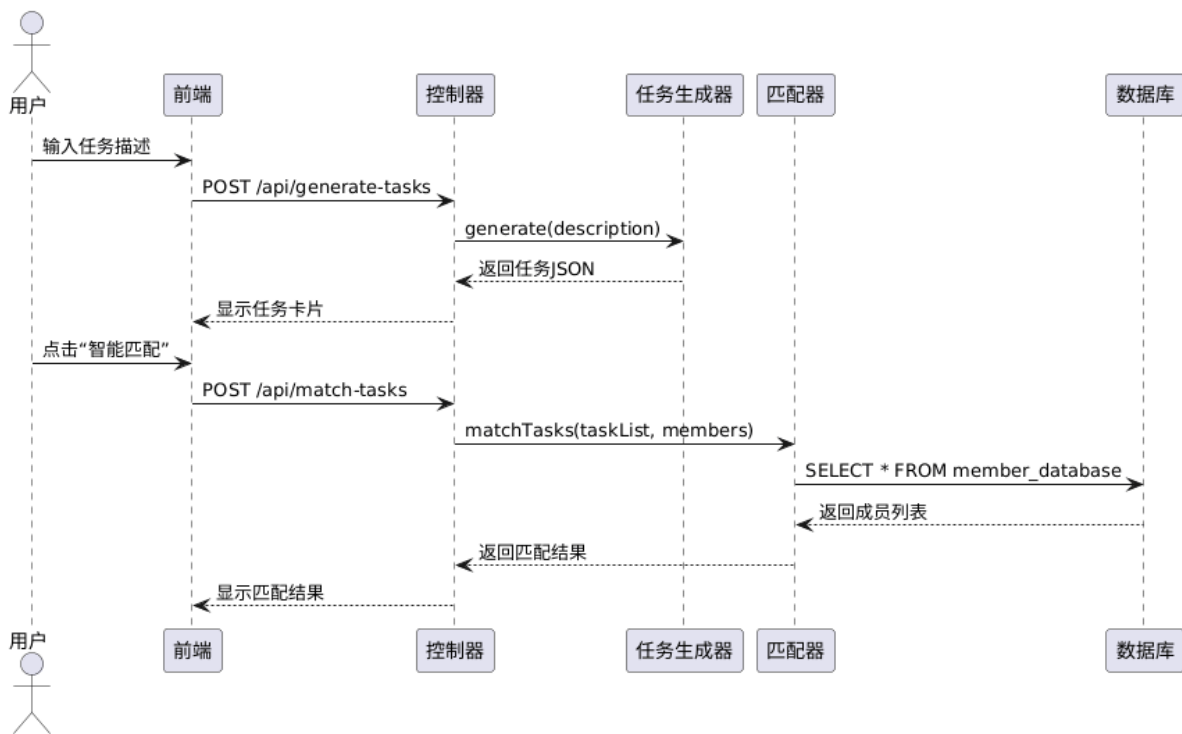 用户
前端
控制器
任务生成器
匹配器
数据库
输入任务描述
POST /api/generate-tasks
generate(description)
返回任务JSON
显示任务卡片
点击“智能匹配”
POST /api/match-tasks
matchTasks(taskList, members)
SELECT * FROM member_database
返回成员列表
返回匹配结果
显示匹配结果
用户
前端
控制器
任务生成器
匹配器
数据库